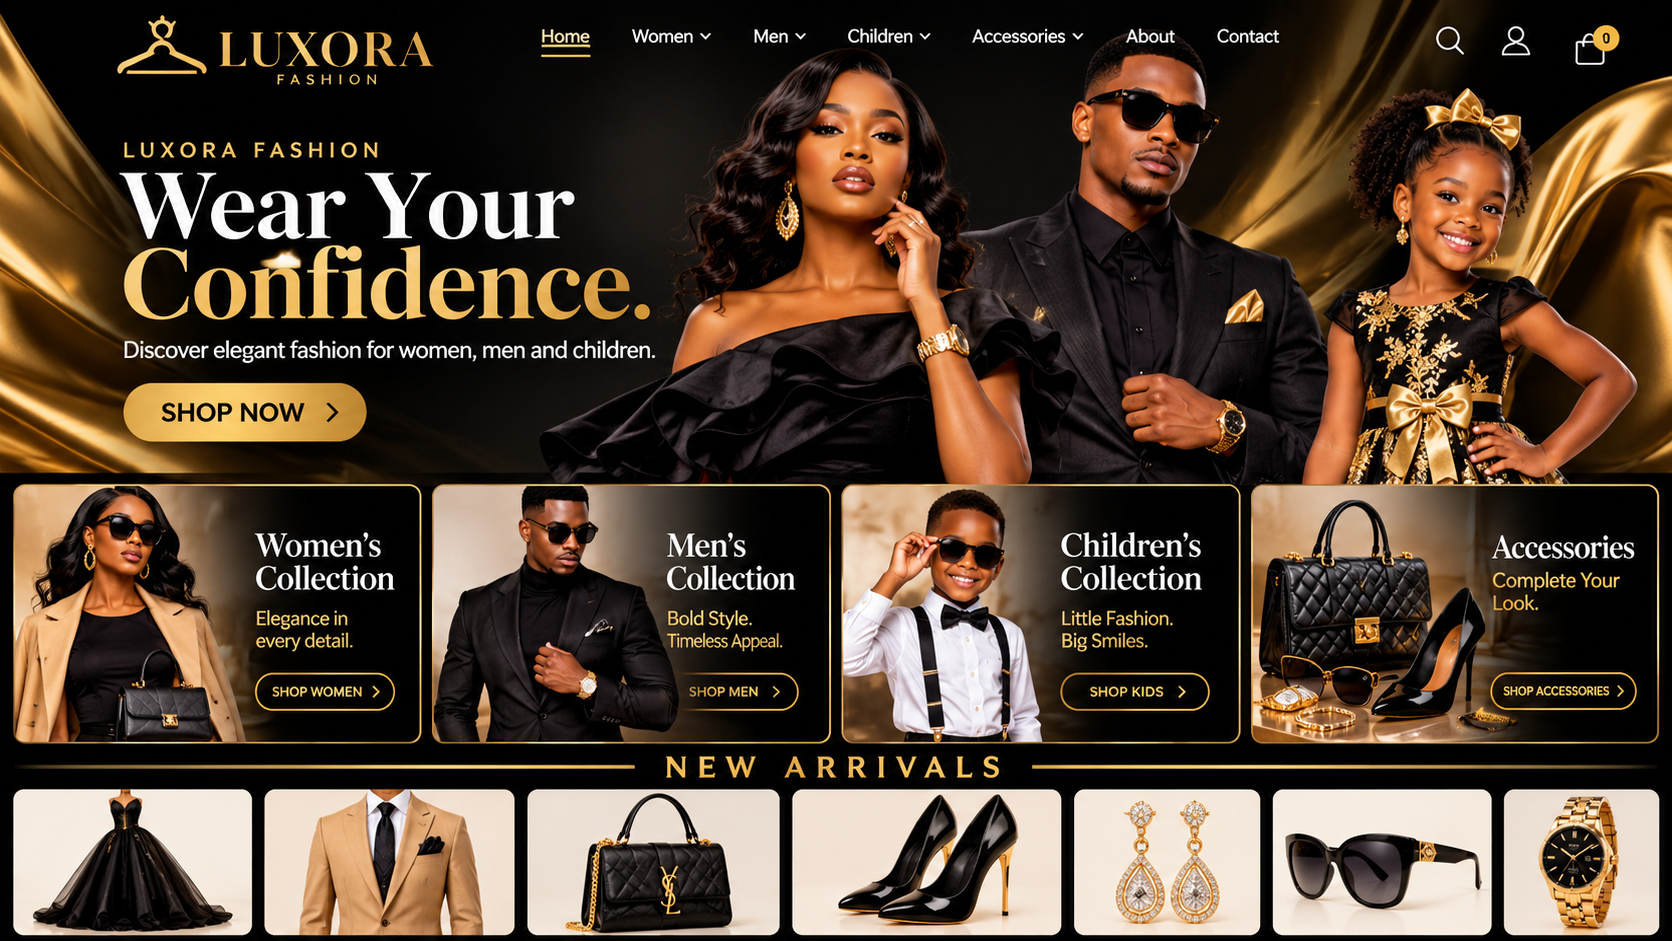 LUXORA
FASHION
Home Women Men Children Accessories About Contact
0
LUXORA FASHION
Wear Your
Confidence.
Discover elegant fashion for women, men and children.
SHOP NOW
Women's
Collection
Elegance in
every detail.
SHOP WOMEN
Men's
Collection
Bold Style.
Timeless Appeal.
SHOP MEN
Children's
Collection
Little Fashion.
Big Smiles.
SHOP KIDS
Accessories
Complete Your
Look.
SHOP ACCESSORIES
NEW ARRIVALS
YSL